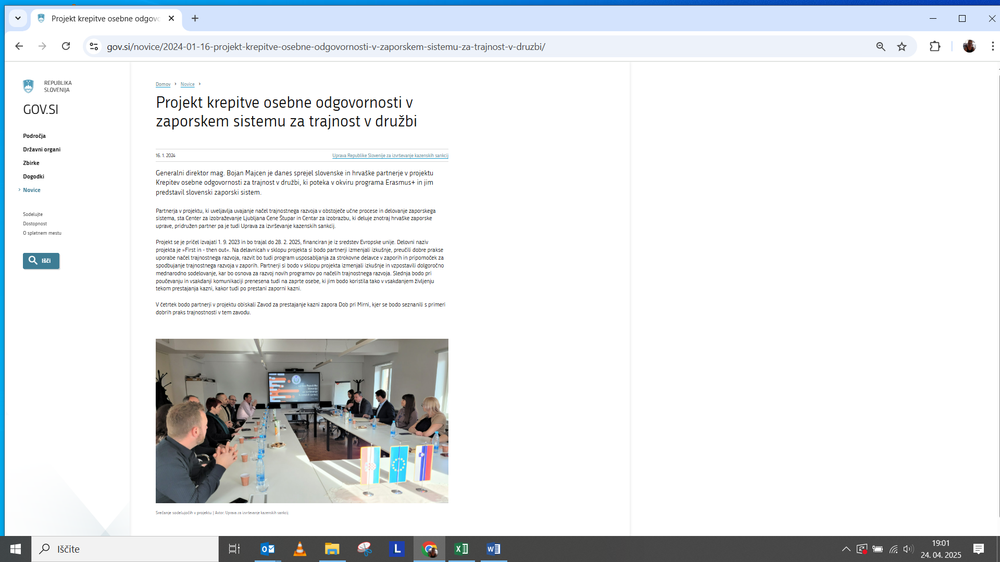 Projekt krepitve osebne odgovo
gov.si/novice/2024-01-16-projekt-krepitve-osebne-odgovornosti-v-zaporskem-sistemu-za-trajnost-v-druzbi/
REPUBLIKA
SLOVENIJA
GOV.SI
Področja
Državni organi
Zbirke
Dogodki
Novice
Sodelujte
Dostopnost
O spletnem mestu
Išči
Domov > Novice >
Projekt krepitve osebne odgovornosti v
zaporskem sistemu za trajnost v družbi
16. 1. 2024 Uprava Republike Slovenije za izvrševanje kazenskih sankcij
Generalni direktor mag. Bojan Majcen je danes sprejel slovenske in hrvaške partnerje v projektu
Krepitev osebne odgovornosti za trajnost v družbi, ki poteka v okviru programa Erasmus+ in jim
predstavil slovenski zaporski sistem.
Partnerja v projektu, ki uveljavlja uvajanje načel trajnostnega razvoja v obstoječe učne procese in delovanje zaporskega
sistema, sta Center za izobraževanje Ljubljana Cene Štupar in Centar za izobrazbu, ki deluje znotraj hrvaške zaporske
uprave, pridružen partner pa je tudi Uprava za izvrševanje kazenskih sankcij.
Projekt se je pričel izvajati 1. 9. 2023 in bo trajal do 28. 2. 2025, financiran je iz sredstev Evropske unije. Delovni naziv
projekta je »First in - then out«. Na delavnicah v sklopu projekta si bodo partnerji izmenjali izkušnje, preučili dobre prakse
uporabe načel trajnostnega razvoja, razvit bo tudi program usposabljanja za strokovne delavce v zaporih in pripomoček za
spodbujanje trajnostnega razvoja v zaporih. Partnerji si bodo v sklopu projekta izmenjali izkušnje in vzpostavili dolgoročno
mednarodno sodelovanje, kar bo osnova za razvoj novih programov po načelih trajnostnega razvoja. Slednja bodo pri
poučevanju in vsakdanji komunikaciji prenesena tudi na zaprte osebe, ki jim bodo koristila tako v vsakdanjem življenju
tekom prestajanja kazni, kakor tudi po prestani zaporni kazni.
V četrtek bodo partnerji v projektu obiskali Zavod za prestajanje kazni zapora Dob pri Mirni, kjer se bodo seznanili s primeri
dobrih praks trajnostnosti v tem zavodu.
Uprava Republike
Slovenije
za izvrševanje
kazenskih sankcij
Srečanje sodelujočih v projektu | Avtor: Uprava za izvrševanje kazenskih sankcij
Iščite
19:01
24. 04. 2025